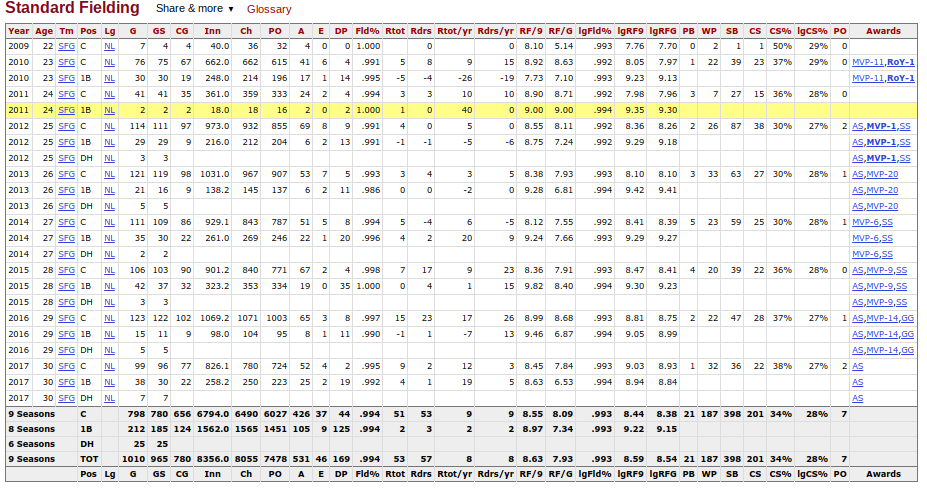 Standard Fielding Share & more ▼ Glossary
Year Age Tm Pos Lg G GS CG Inn Ch PO A E DP Fld% Rtot Rdrs Rtot/yr Rdrs/yr RF/9 RF/G lgFld% lgRF9 lgRFG PB WP SB CS CS% lgCS% PO Awards
2009 22 SFG C NL 7 4 4 40.0 36 32 4 0 0 1.000 0 0 8.10 5.14 .993 7.76 7.70 0 2 1 1 50% 29% 0
2010 23 SFG C NL 76 75 67 662.0 662 615 41 6 4 .991 5 8 9 15 8.92 8.63 .992 8.05 7.97 1 22 39 23 37% 29% 0 MVP-11,RoY-1
2010 23 SFG 1B NL 30 30 19 248.0 214 196 17 1 14 .995 -5 -4 -26 -19 7.73 7.10 .993 9.23 9.13 MVP-11,RoY-1
2011 24 SFG C NL 41 41 35 361.0 359 333 24 2 4 .994 3 3 10 10 8.90 8.71 .992 7.98 7.96 3 7 27 15 36% 28% 0
2011 24 SFG 1B NL 2 2 2 18.0 18 16 2 0 2 1.000 1 0 40 0 9.00 9.00 .994 9.35 9.30
2012 25 SFG C NL 114 111 97 973.0 932 855 69 8 9 .991 4 0 5 0 8.55 8.11 .992 8.36 8.26 2 26 87 38 30% 27% 2 AS,MVP-1,SS
2012 25 SFG 1B NL 29 29 9 216.0 212 204 6 2 13 .991 -1 -1 -5 -6 8.75 7.24 .992 9.29 9.18 AS,MVP-1,SS
2012 25 SFG DH NL 3 3 AS,MVP-1,SS
2013 26 SFG C NL 121 119 98 1031.0 967 907 53 7 5 .993 3 4 3 5 8.38 7.93 .993 8.10 8.10 3 33 63 27 30% 28% 1 AS,MVP-20
2013 26 SFG 1B NL 21 16 9 138.2 145 137 6 2 11 .986 0 0 -2 0 9.28 6.81 .994 9.42 9.41 AS,MVP-20
2013 26 SFG DH NL 5 5 AS,MVP-20
2014 27 SFG C NL 111 109 86 929.1 843 787 51 5 8 .994 5 -4 6 -5 8.12 7.55 .992 8.41 8.39 5 23 59 25 30% 28% 1 MVP-6,SS
2014 27 SFG 1B NL 35 30 22 261.0 269 246 22 1 20 .996 4 2 20 9 9.24 7.66 .993 9.29 9.27 MVP-6,SS
2014 27 SFG DH NL 2 2 MVP-6,SS
2015 28 SFG C NL 106 103 90 901.2 840 771 67 2 4 .998 7 17 9 23 8.36 7.91 .993 8.47 8.41 4 20 39 22 36% 28% 0 AS,MVP-9,SS
2015 28 SFG 1B NL 42 37 32 323.2 353 334 19 0 35 1.000 0 4 1 15 9.82 8.40 .994 9.30 9.23 AS,MVP-9,SS
2015 28 SFG DH NL 3 3 AS,MVP-9,SS
2016 29 SFG C NL 123 122 102 1069.2 1071 1003 65 3 8 .997 15 23 17 26 8.99 8.68 .993 8.81 8.75 2 22 47 28 37% 27% 1 AS,MVP-14,GG
2016 29 SFG 1B NL 15 11 9 98.0 104 95 8 1 11 .990 -1 1 -7 13 9.46 6.87 .994 9.05 8.99 AS,MVP-14,GG
2016 29 SFG DH NL 5 5 AS,MVP-14,GG
2017 30 SFG C NL 99 96 77 826.1 780 724 52 4 2 .995 9 2 12 3 8.45 7.84 .993 9.03 8.93 1 32 36 22 38% 27% 2 AS
2017 30 SFG 1B NL 38 30 22 258.2 250 223 25 2 19 .992 4 1 19 5 8.63 6.53 .994 8.94 8.84 AS
2017 30 SFG DH NL 7 7 AS
9 Seasons C 798 780 656 6794.0 6490 6027 426 37 44 .994 51 53 9 9 8.55 8.09 .993 8.44 8.38 21 187 398 201 34% 28% 7
8 Seasons 1B 212 185 124 1562.0 1565 1451 105 9 125 .994 2 3 2 2 8.97 7.34 .993 9.22 9.15
6 Seasons DH 25 25
9 Seasons TOT 1010 965 780 8356.0 8055 7478 531 46 169 .994 53 57 8 8 8.63 7.93 .993 8.59 8.54 21 187 398 201 34% 28% 7
Pos Lg G GS CG Inn Ch PO A E DP Fld% Rtot Rdrs Rtot/yr Rdrs/yr RF/9 RF/G lgFld% lgRF9 lgRFG PB WP SB CS CS% lgCS% PO Awards